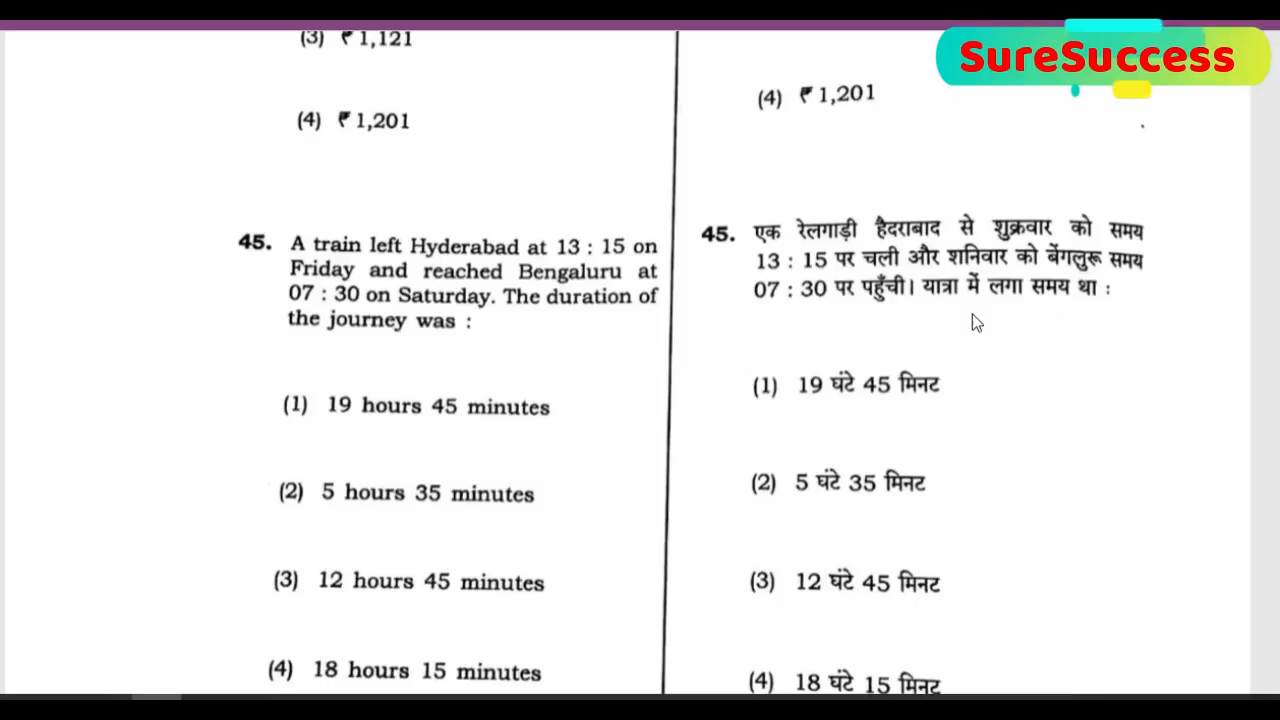 SureSuccess
(3) ₹ 1,121
(4) ₹ 1,201
45. A train left Hyderabad at 13 : 15 on
Friday and reached Bengaluru at
07 : 30 on Saturday. The duration of
the journey was :
(1) 19 hours 45 minutes
(2) 5 hours 35 minutes
(3) 12 hours 45 minutes
(4) 18 hours 15 minutes
(4) ₹ 1,201
45. एक रेलगाड़ी हैदराबाद से शुक्रवार को समय
13 : 15 पर चली और शनिवार को बेंगलुरू समय
07 : 30 पर पहुँची। यात्रा में लगा समय था :
(1) 19 घंटे 45 मिनट
(2) 5 घंटे 35 मिनट
(3) 12 घंटे 45 मिनट
(4) 18 घंटे 15 मिनट